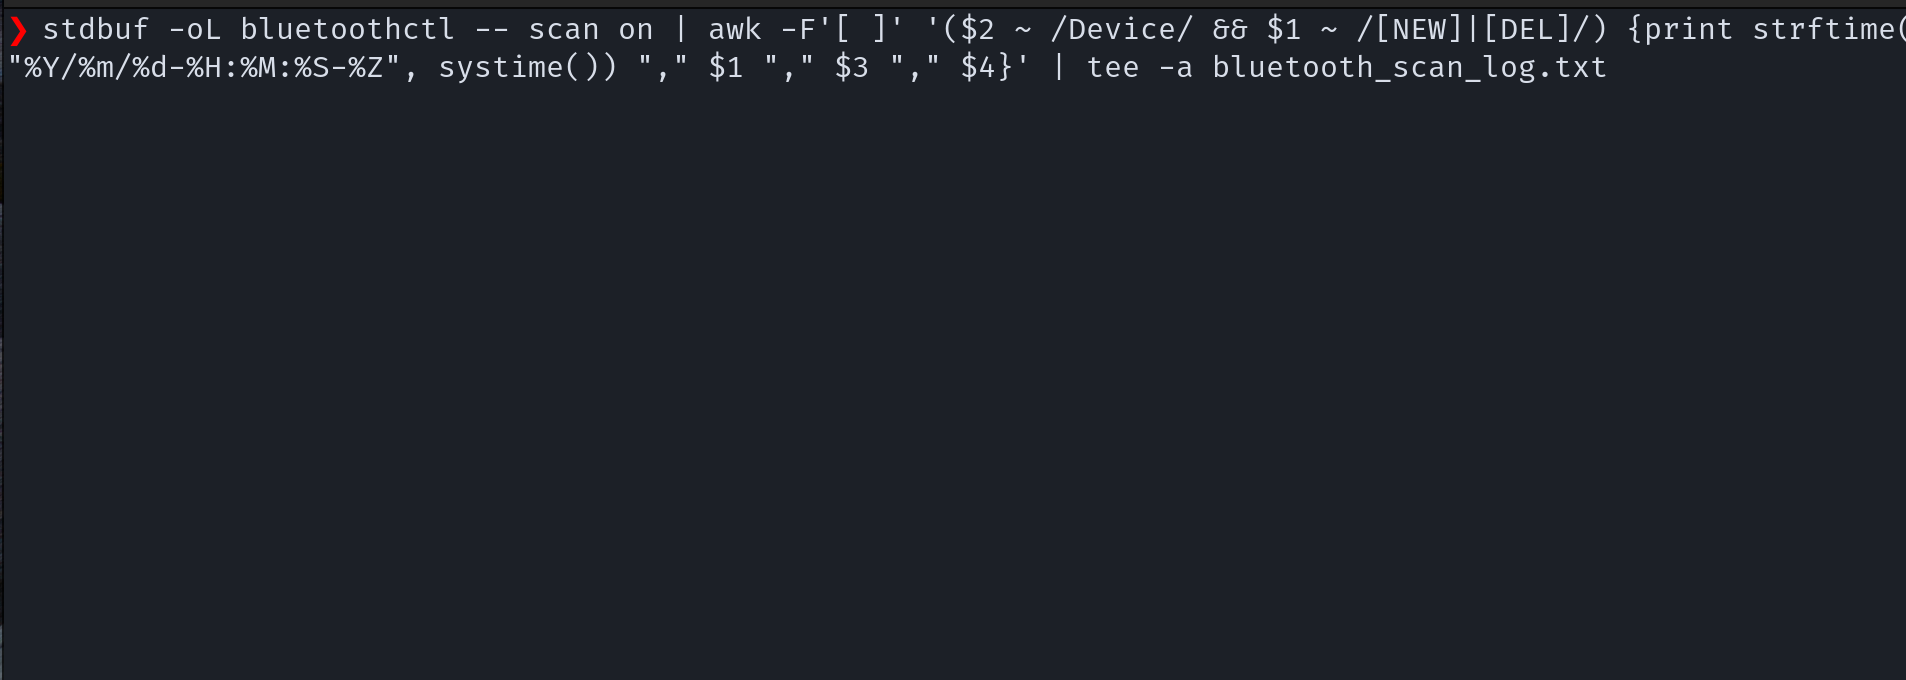 ❯ stdbuf -oL bluetoothctl -- scan on | awk -F'[ ]' '($2 ~ /Device/ && $1 ~ /[NEW]|[DEL]/) {print strftime(
"%Y/%m/%d-%H:%M:%S-%Z", systime()) "," $1 "," $3 "," $4}' | tee -a bluetooth_scan_log.txt